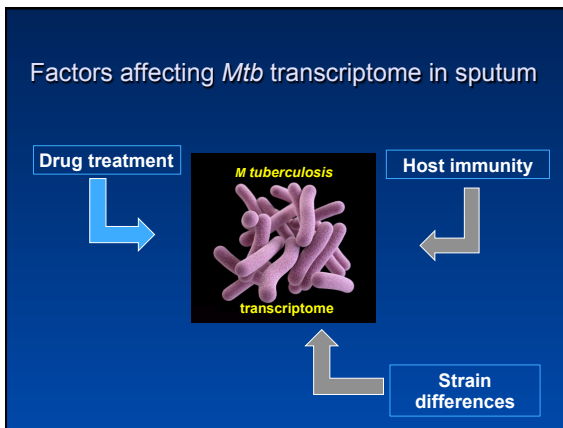 Factors affecting Mtb transcriptome in sputum
Drug treatment
M tuberculosis
Host immunity
transcriptome
Strain
differences